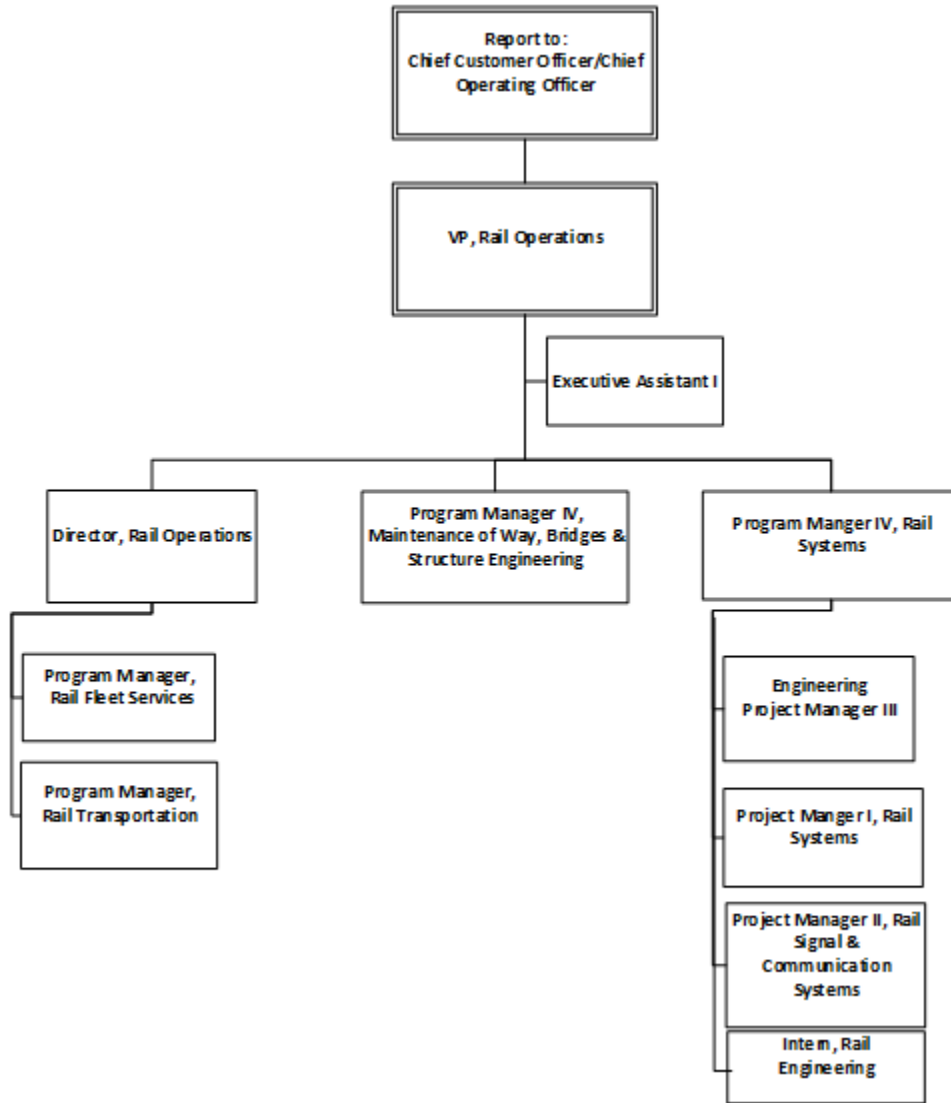 Report to:
Chief Customer Officer/Chief
Operating Officer
VP, Rail Operations
Executive Assistant I
Director, Rail Operations
Program Manager IV,
Maintenance of Way, Bridges &
Structure Engineering
Program Manger IV, Rail
Systems
Program Manager,
Rail Fleet Services
Program Manager,
Rail Transportation
Engineering
Project Manager III
Project Manger I, Rail
Systems
Project Manager II, Rail
Signal &
Communication
Systems
Intern, Rail
Engineering